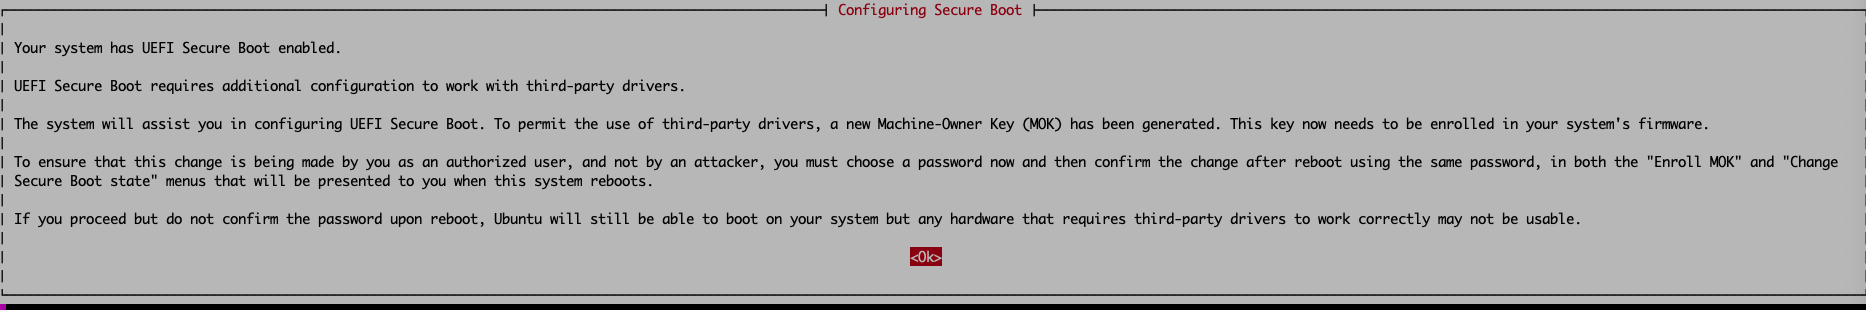 Configuring Secure Boot
Your system has UEFI Secure Boot enabled.
UEFI Secure Boot requires additional configuration to work with third-party drivers.
The system will assist you in configuring UEFI Secure Boot. To permit the use of third-party drivers, a new Machine-Owner Key (MOK) has been generated. This key now needs to be enrolled in your system's firmware.
To ensure that this change is being made by you as an authorized user, and not by an attacker, you must choose a password now and then confirm the change after reboot using the same password, in both the "Enroll MOK" and "Change
Secure Boot state" menus that will be presented to you when this system reboots.
If you proceed but do not confirm the password upon reboot, Ubuntu will still be able to boot on your system but any hardware that requires third-party drivers to work correctly may not be usable.
<Ok>